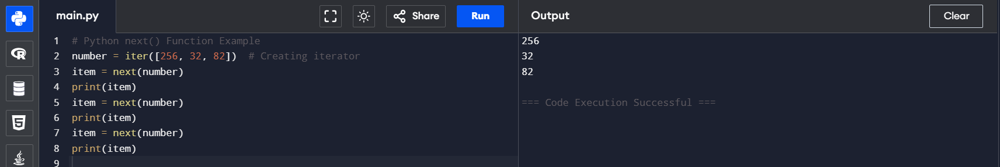 main.py
Share
Run
Output
Clear
1 # Python next() Function Example
2 number = iter([256, 32, 82])  # Creating iterator
3 item = next(number)
4 print(item)
5 item = next(number)
6 print(item)
7 item = next(number)
8 print(item)
9
256
32
82
=== Code Execution Successful ===